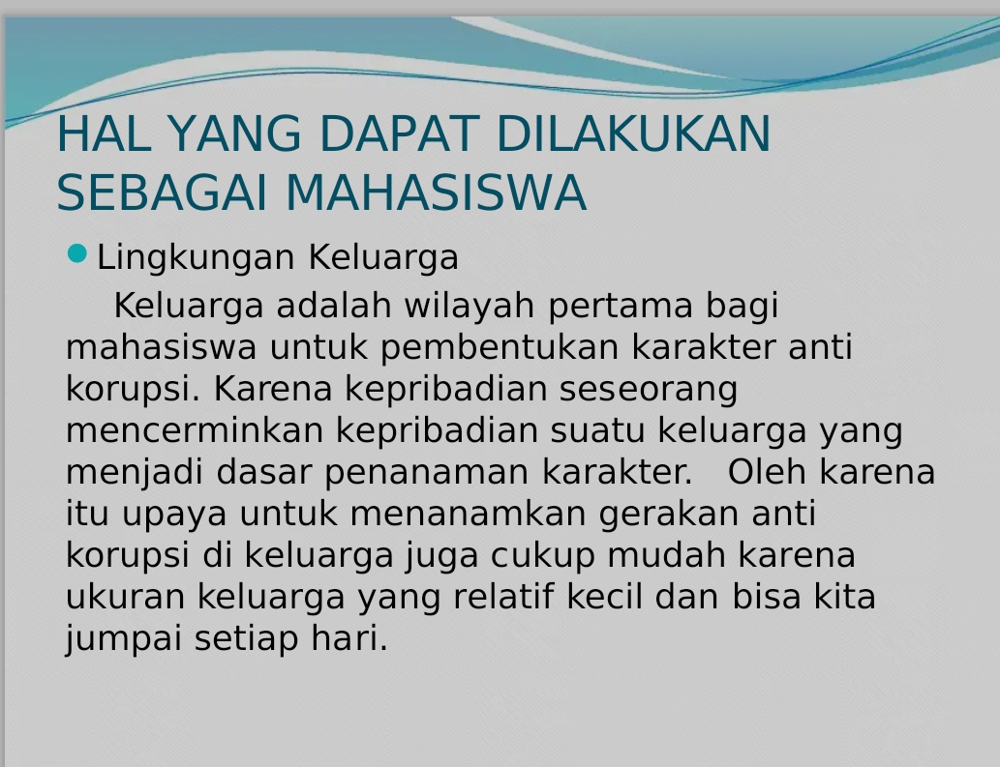 HAL YANG DAPAT DILAKUKAN
SEBAGAI MAHASISWA
Lingkungan Keluarga
Keluarga adalah wilayah pertama bagi
mahasiswa untuk pembentukan karakter anti
korupsi. Karena kepribadian seseorang
mencerminkan kepribadian suatu keluarga yang
menjadi dasar penanaman karakter.   Oleh karena
itu upaya untuk menanamkan gerakan anti
korupsi di keluarga juga cukup mudah karena
ukuran keluarga yang relatif kecil dan bisa kita
jumpai setiap hari.